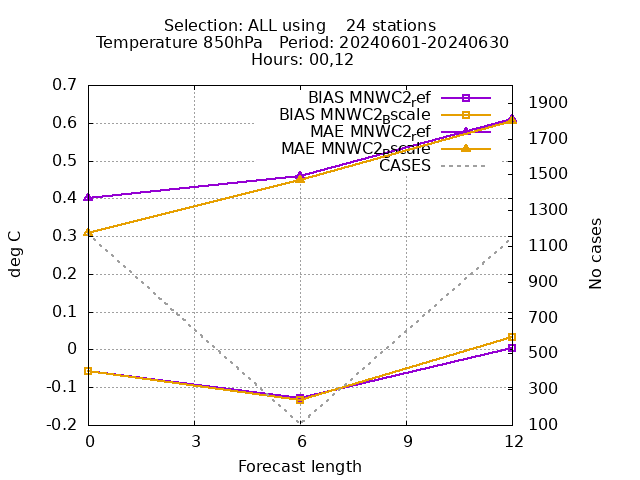 Selection: ALL using    24 stations
Temperature 850hPa   Period: 20240601-20240630
Hours: 00,12
BIAS MNWC2_ref
BIAS MNWC2_Bscale
MAE MNWC2_ref
MAE MNWC2_Bscale
CASES
deg C
0.7
0.6
0.5
0.4
0.3
0.2
0.1
0
-0.1
-0.2
1900
1700
1500
1300
1100
900
700
500
300
100
No cases
0 3 6 9 12
Forecast length